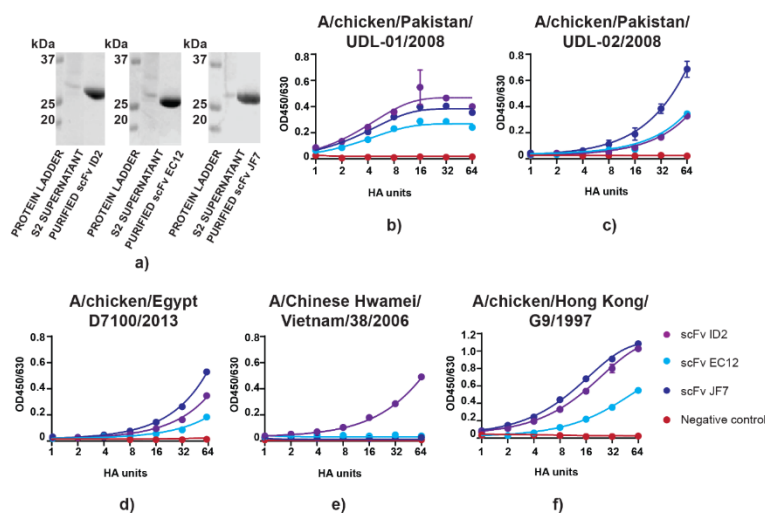 kDa
37
25
20
PROTEIN LADDER
S2 SUPERNATANT
PURIFIED scFv ID2
kDa
37
25
20
PROTEIN LADDER
S2 SUPERNATANT
PURIFIED scFv EC12
kDa
37
25
20
PROTEIN LADDER
S2 SUPERNATANT
PURIFIED scFv JF7
a)
A/chicken/Pakistan/
UDL-01/2008
OD450/630
0.8
0.6
0.4
0.2
0
1 2 4 8 16 32 64
HA units
b)
A/chicken/Pakistan/
UDL-02/2008
OD450/630
0.8
0.6
0.4
0.2
0
1 2 4 8 16 32 64
HA units
c)
A/chicken/Egypt
D7100/2013
OD450/630
0.8
0.6
0.4
0.2
0
1 2 4 8 16 32 64
HA units
d)
A/Chinese Hwamei/
Vietnam/38/2006
OD450/630
0.8
0.6
0.4
0.2
0
1 2 4 8 16 32 64
HA units
e)
A/chicken/Hong Kong/
G9/1997
OD450/630
1.2
0.8
0.4
0.2
0
1 2 4 8 16 32 64
HA units
f)
scFv ID2
scFv EC12
scFv JF7
Negative control